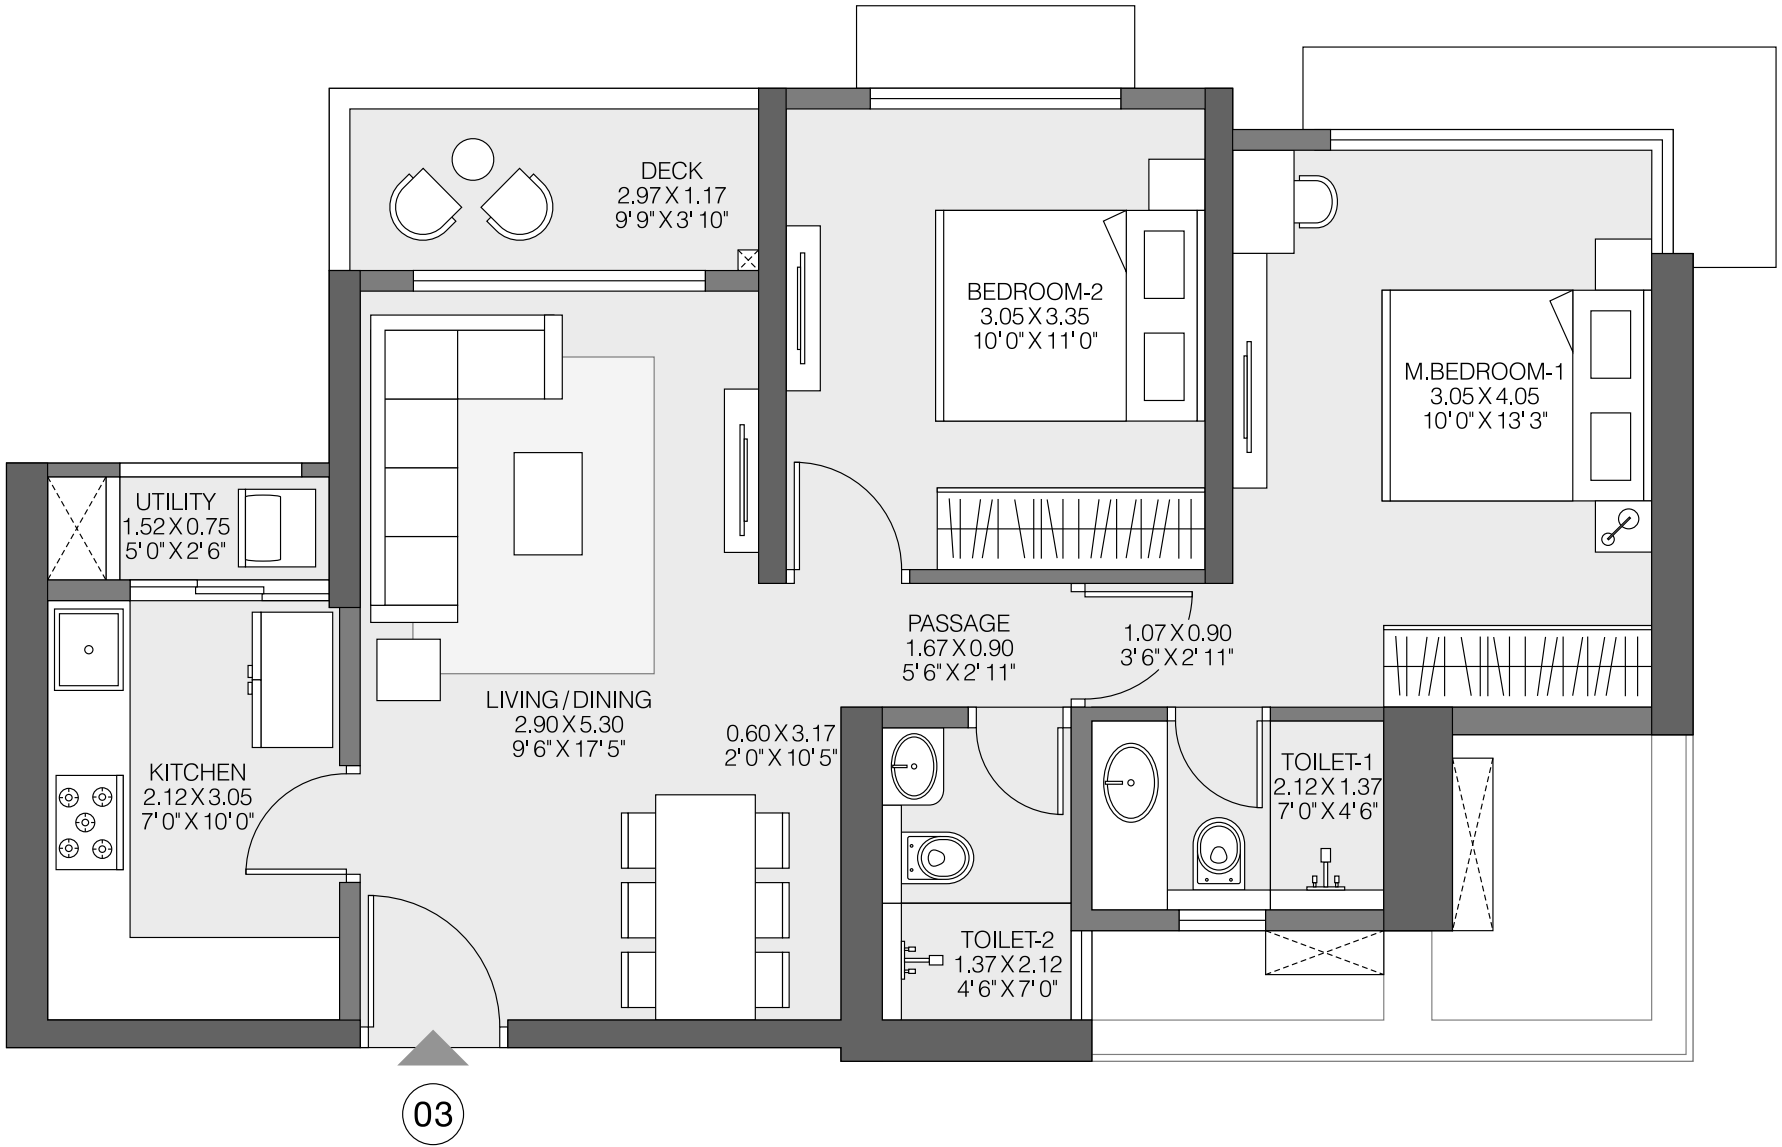 DECK
2.97 X 1.17
9'9" X 3'10"
BEDROOM-2
3.05 X 3.35
10'0" X 11'0"
M.BEDROOM-1
3.05 X 4.05
10'0" X 13'3"
UTILITY
1.52 X 0.75
5'0" X 2'6"
PASSAGE
1.67 X 0.90
5'6" X 2'11"
1.07 X 0.90
3'6" X 2'11"
LIVING / DINING
2.90 X 5.30
9'6" X 17'5"
0.60 X 3.17
2'0" X 10'5"
KITCHEN
2.12 X 3.05
7'0" X 10'0"
TOILET-1
2.12 X 1.37
7'0" X 4'6"
TOILET-2
1.37 X 2.12
4'6" X 7'0"
03